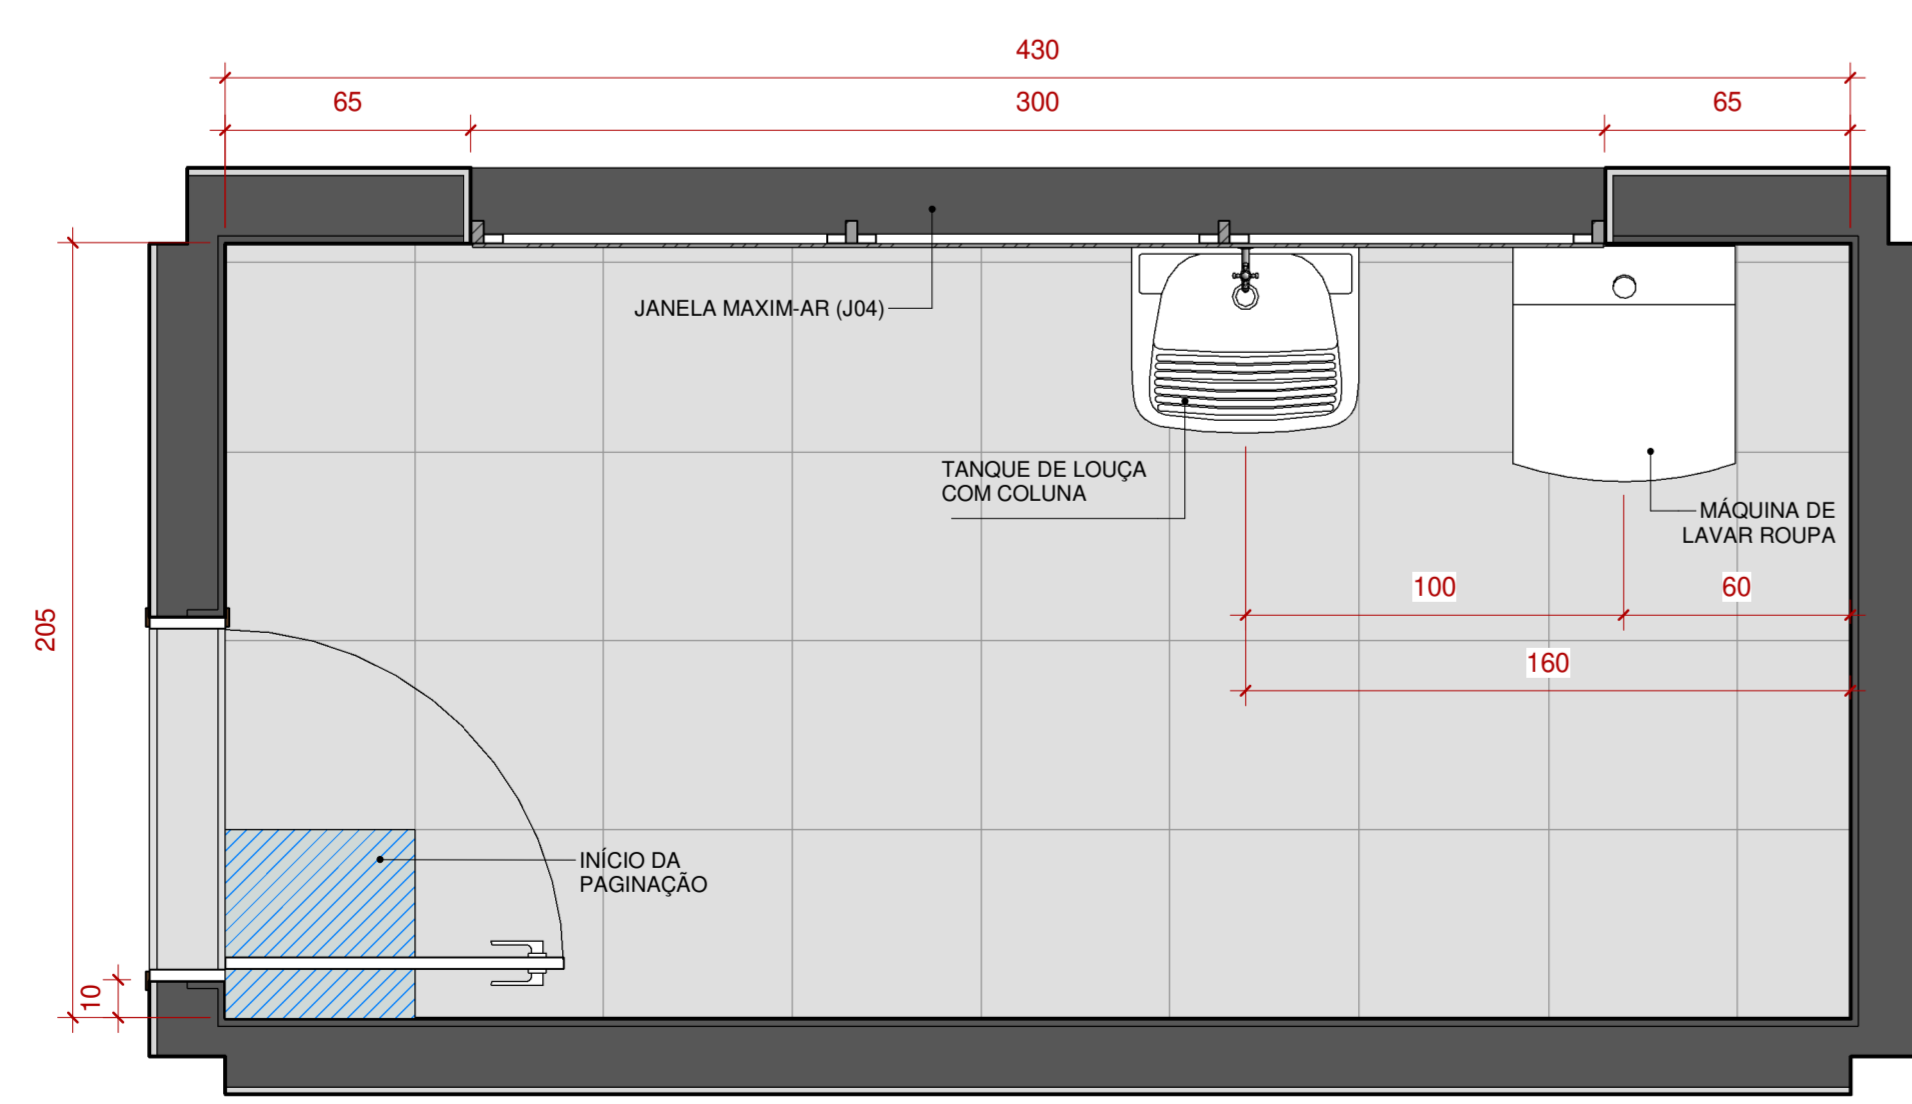 430
65
300
65
JANELA MAXIM-AR (J04)
TANQUE DE LOUÇA
COM COLUNA
MÁQUINA DE
LAVAR ROUPA
100
60
205
160
INÍCIO DA
PAGINAÇÃO
10